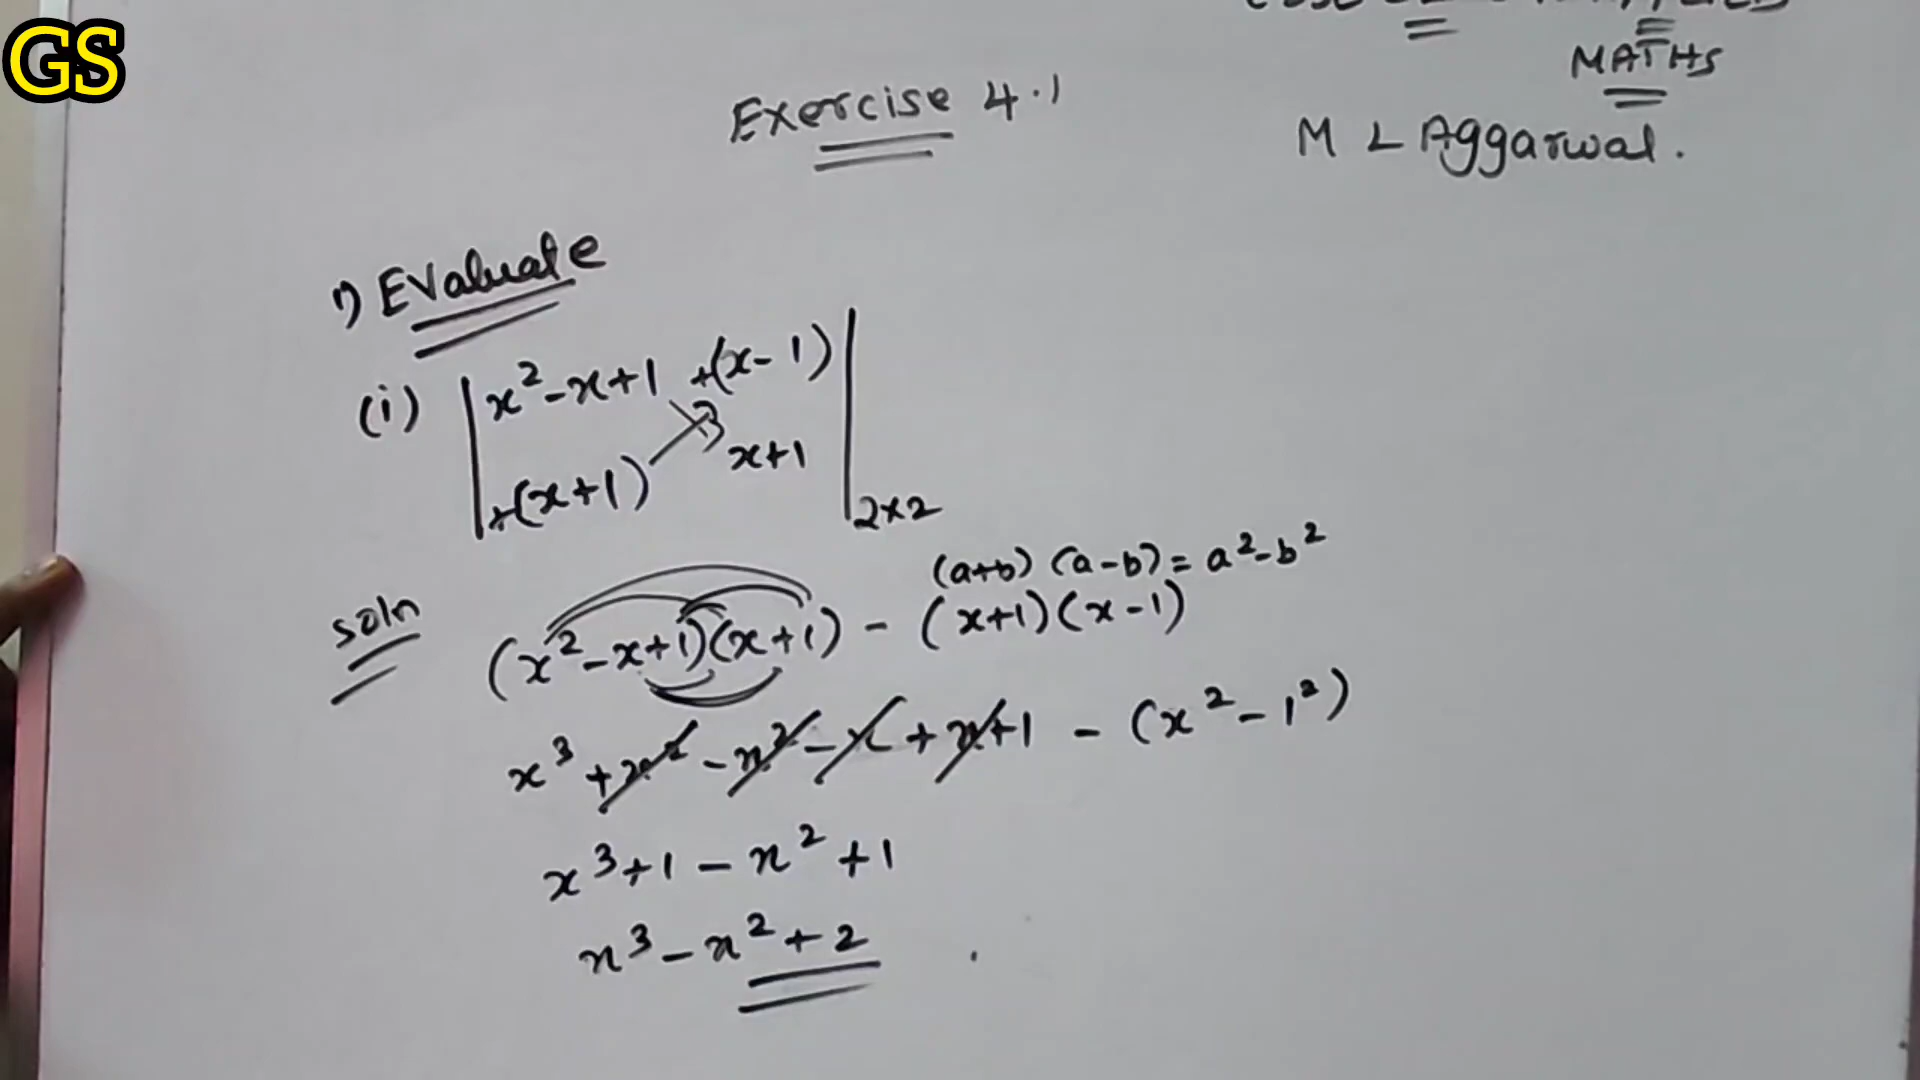 GS
MATHS
Exercise 4.1
M L Aggarwal.
1) Evaluate
(i) | x² - x + 1 +(x - 1) |
| +(x + 1) x + 1 | 2×2
(a+b) (a-b) = a² - b²
soln (x² - x + 1)(x + 1) - (x+1)(x-1)
x³ + x² - x² - x + x + 1 - (x² - 1²)
x³ + 1 - x² + 1
x³ - x² + 2